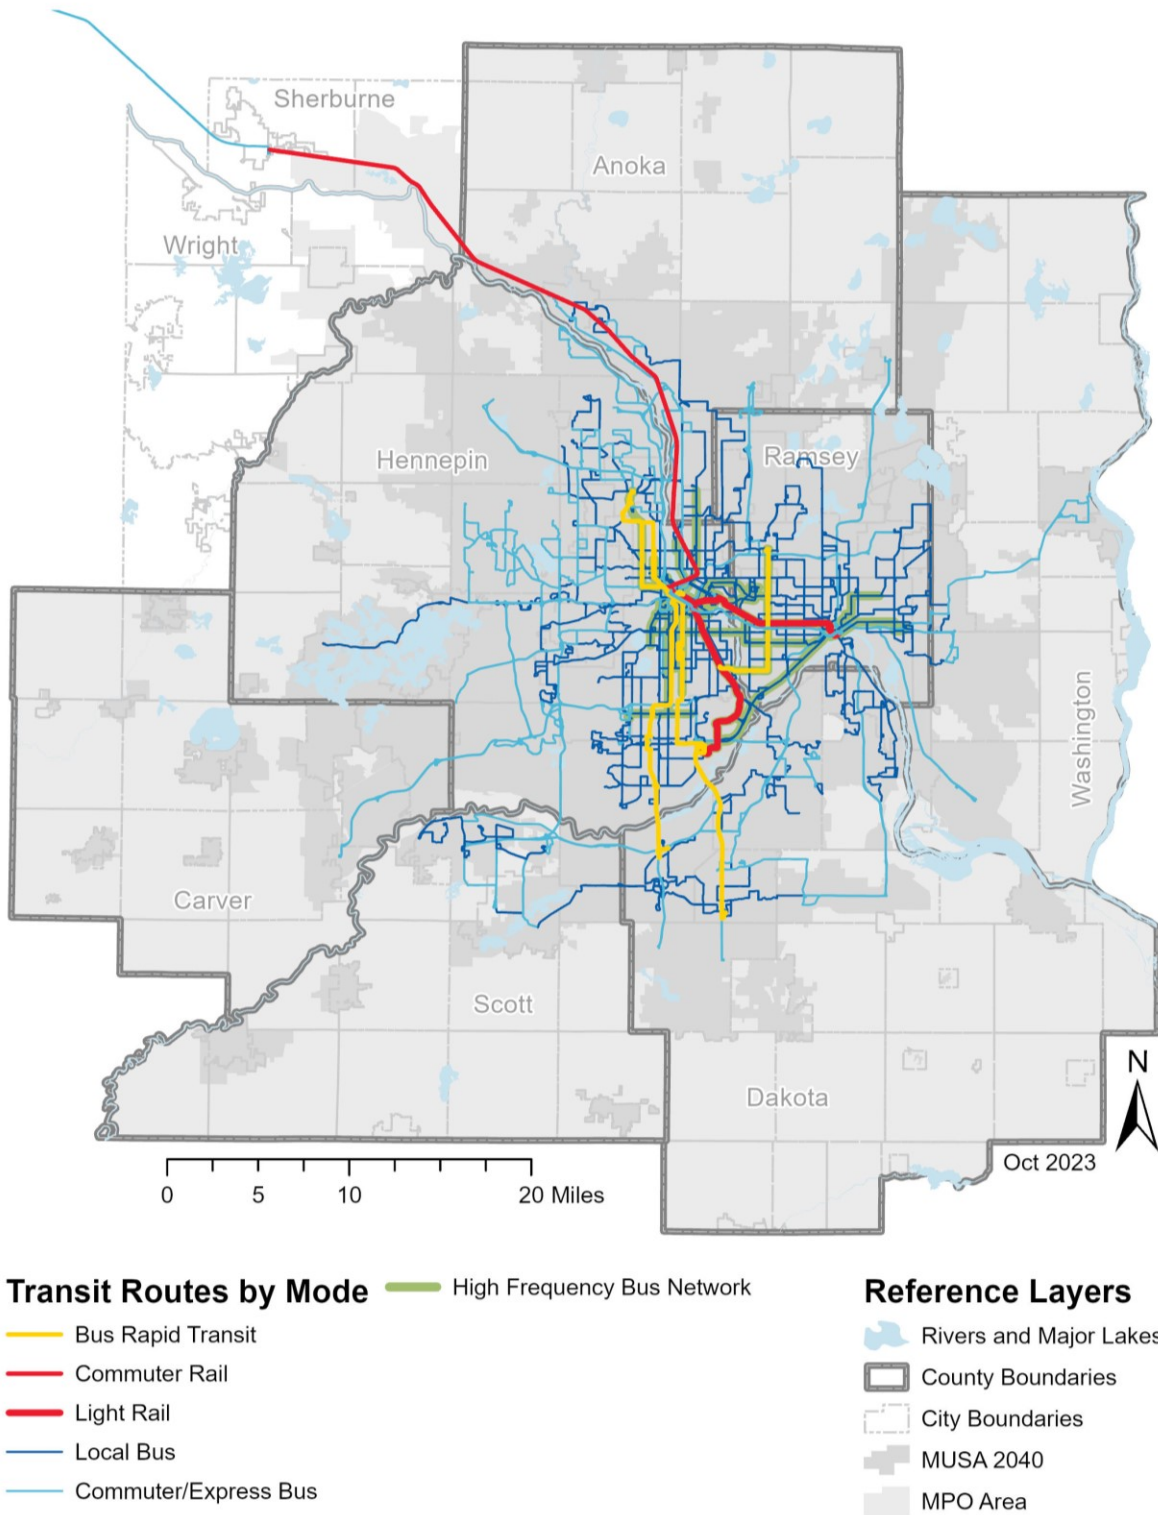 Sherburne
Anoka
Wright
Hennepin
Ramsey
Washington
Carver
Scott
Dakota
N
Oct 2023
0 5 10 20 Miles
Transit Routes by Mode
High Frequency Bus Network
Bus Rapid Transit
Commuter Rail
Light Rail
Local Bus
Commuter/Express Bus
Reference Layers
Rivers and Major Lakes
County Boundaries
City Boundaries
MUSA 2040
MPO Area